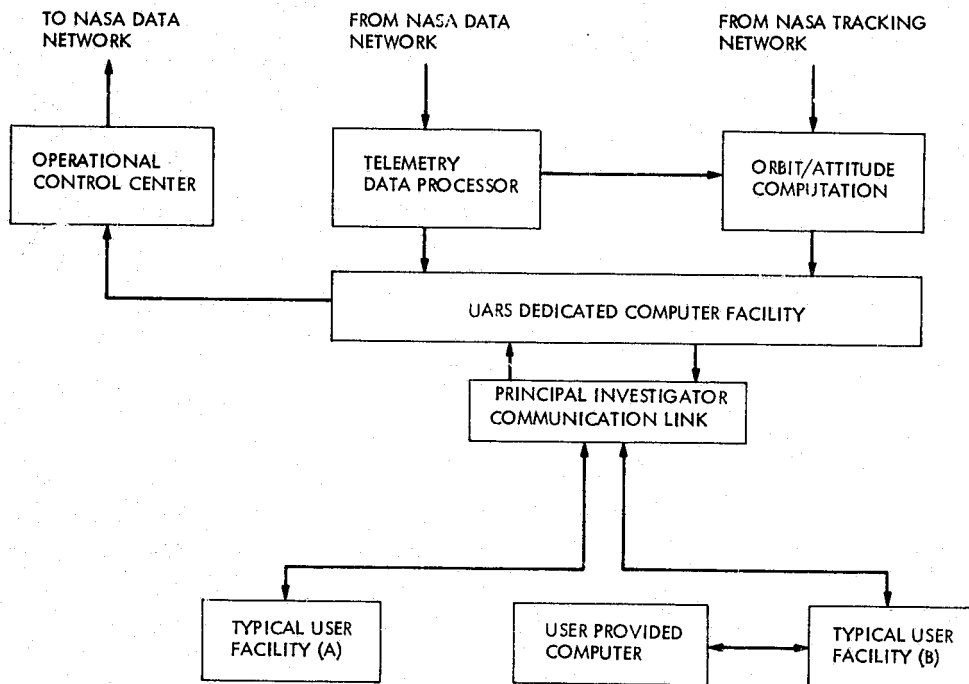 TO NASA DATA
NETWORK
FROM NASA DATA
NETWORK
FROM NASA TRACKING
NETWORK
OPERATIONAL
CONTROL CENTER
TELEMETRY
DATA PROCESSOR
ORBIT/ATTITUDE
COMPUTATION
UARS DEDICATED COMPUTER FACILITY
PRINCIPAL INVESTIGATOR
COMMUNICATION LINK
TYPICAL USER
FACILITY (A)
USER PROVIDED
COMPUTER
TYPICAL USER
FACILITY (B)